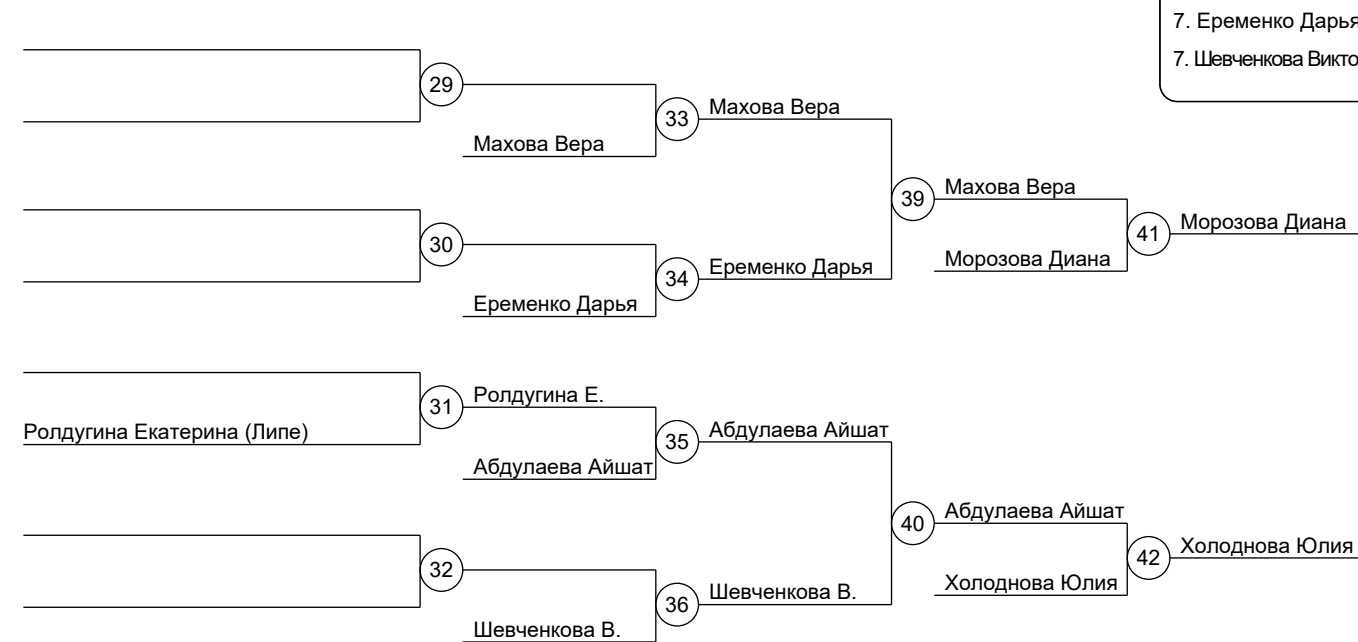 7. Еременко Дарья
7. Шевченкова Викто
29
33
Махова Вера
Махова Вера
39
Махова Вера
41
Морозова Диана
30
Морозова Диана
34
Еременко Дарья
Еременко Дарья
31
Ролдугина Е.
Ролдугина Екатерина (Липе)
35
Абдулаева Айшат
Абдулаева Айшат
40
Абдулаева Айшат
42
Холоднова Юлия
32
Холоднова Юлия
36
Шевченкова В.
Шевченкова В.